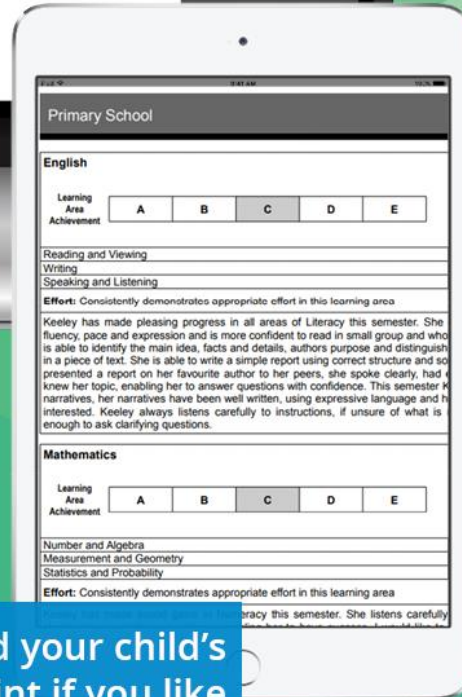 9:41 AM
Primary School
English
Learning
Area
Achievement
A B C D E
Reading and Viewing
Writing
Speaking and Listening
Effort: Consistently demonstrates appropriate effort in this learning area
Keeley has made pleasing progress in all areas of Literacy this semester. She
fluency, pace and expression and is more confident to read in small group and
is able to identify the main idea, facts and details, authors purpose and distinguish
in a piece of text. She is able to write a simple report using correct structure and
presented a report on her favourite author to her peers, she spoke clearly, had
knew her topic, enabling her to answer questions with confidence. This semester
narratives, her narratives have been well written, using expressive language and
interested. Keeley always listens carefully to instructions, if unsure of what is
enough to ask clarifying questions.
Mathematics
Learning
Area
Achievement
A B C D E
Number and Algebra
Measurement and Geometry
Statistics and Probability
Effort: Consistently demonstrates appropriate effort in this learning area
this semester. She listens carefully
your child's
if you like